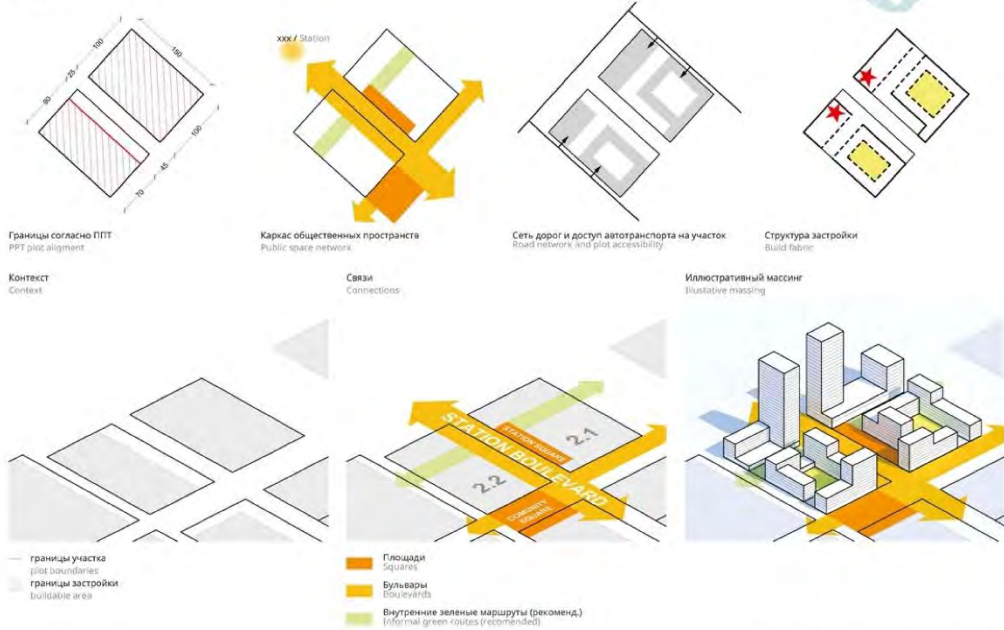 100
25
90
150
100
45
70
xxx / Station
Границы согласно ППТ
PPT plot aligment
Каркас общественных пространств
Public space network
Сеть дорог и доступ автотранспорта на участок
Road network and plot accessibility
Структура застройки
Build fabric
Контекст
Context
Связи
Connections
Иллюстративный массинг
Illustative massing
STATION BOULEVARD
STATION SQUARE
2.1
2.2
COMUNITY
SQUARE
границы участка
plot boundaries
границы застройки
buildable area
Площади
Squares
Бульвары
Boulevards
Внутренние зеленые маршруты (рекоменд.)
Informal green routes (recomended)